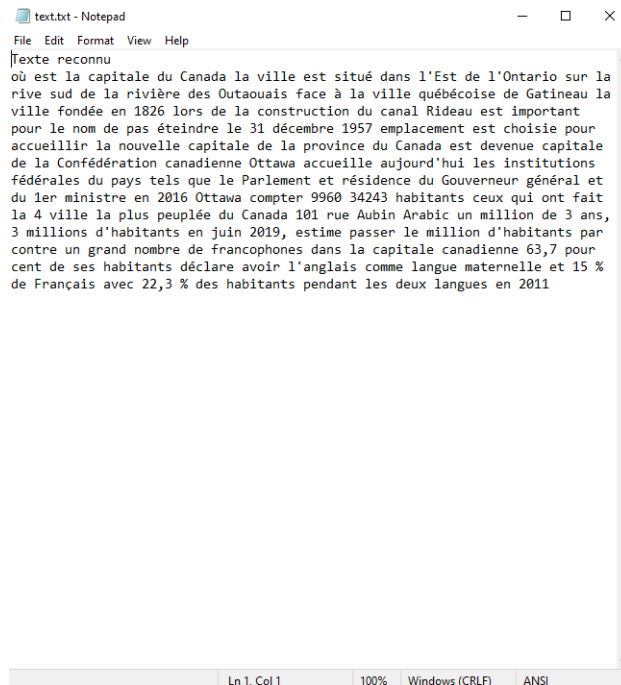 text.txt - Notepad
File Edit Format View Help
Texte reconnu
où est la capitale du Canada la ville est situé dans l'Est de l'Ontario sur la
rive sud de la rivière des Outaouais face à la ville québécoise de Gatineau la
ville fondée en 1826 lors de la construction du canal Rideau est important
pour le nom de pas éteindre le 31 décembre 1957 emplacement est choisie pour
accueillir la nouvelle capitale de la province du Canada est devenue capitale
de la Confédération canadienne Ottawa accueille aujourd'hui les institutions
fédérales du pays tels que le Parlement et résidence du Gouverneur général et
du 1er ministre en 2016 Ottawa compter 9960 34243 habitants ceux qui ont fait
la 4 ville la plus peuplée du Canada 101 rue Aubin Arabic un million de 3 ans,
3 millions d'habitants en juin 2019, estime passer le million d'habitants par
contre un grand nombre de francophones dans la capitale canadienne 63,7 pour
cent de ses habitants déclare avoir l'anglais comme langue maternelle et 15 %
de Français avec 22,3 % des habitants pendant les deux langues en 2011
Ln 1, Col 1 100% Windows (CRLF) ANSI